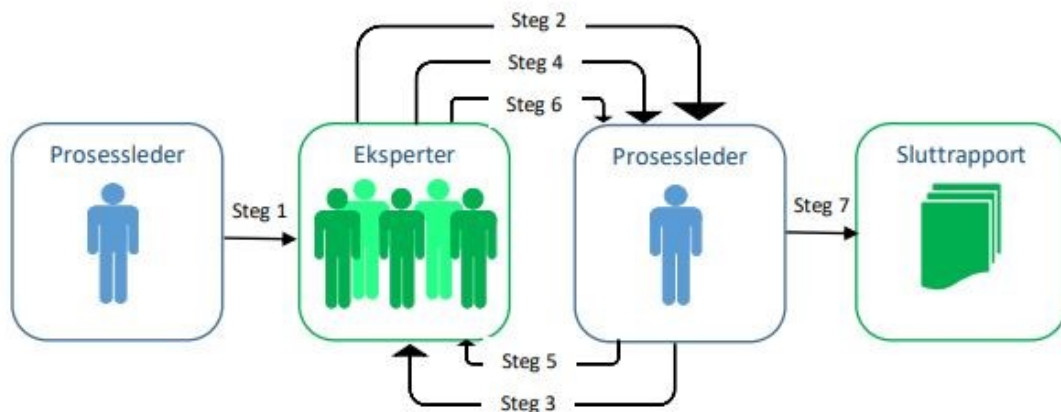 Steg 2
Steg 4
Steg 6
Prosessleder
Eksperter
Prosessleder
Sluttrapport
Steg 1
Steg 7
Steg 5
Steg 3